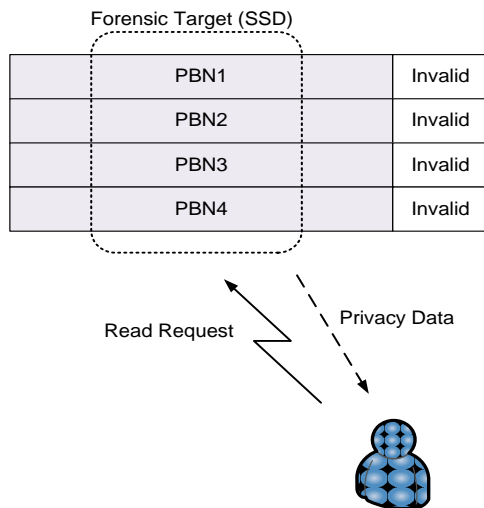 Forensic Target (SSD)
PBN1 Invalid
PBN2 Invalid
PBN3 Invalid
PBN4 Invalid
Read Request
Privacy Data